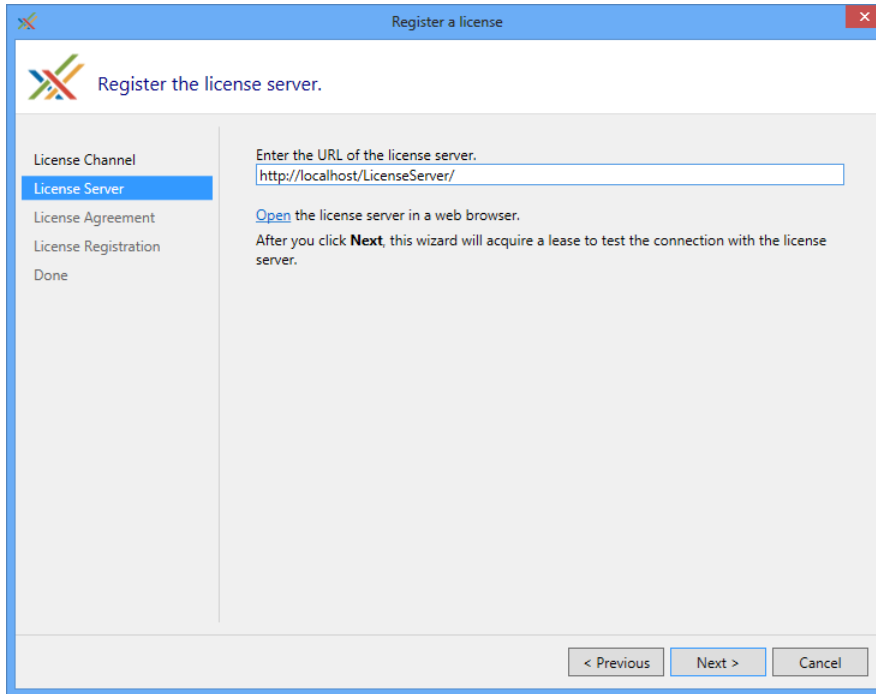 Register a license
Register the license server.
License Channel
License Server
License Agreement
License Registration
Done
Enter the URL of the license server.
http://localhost/LicenseServer/
Open the license server in a web browser.
After you click Next, this wizard will acquire a lease to test the connection with the license
server.
< Previous
Next >
Cancel